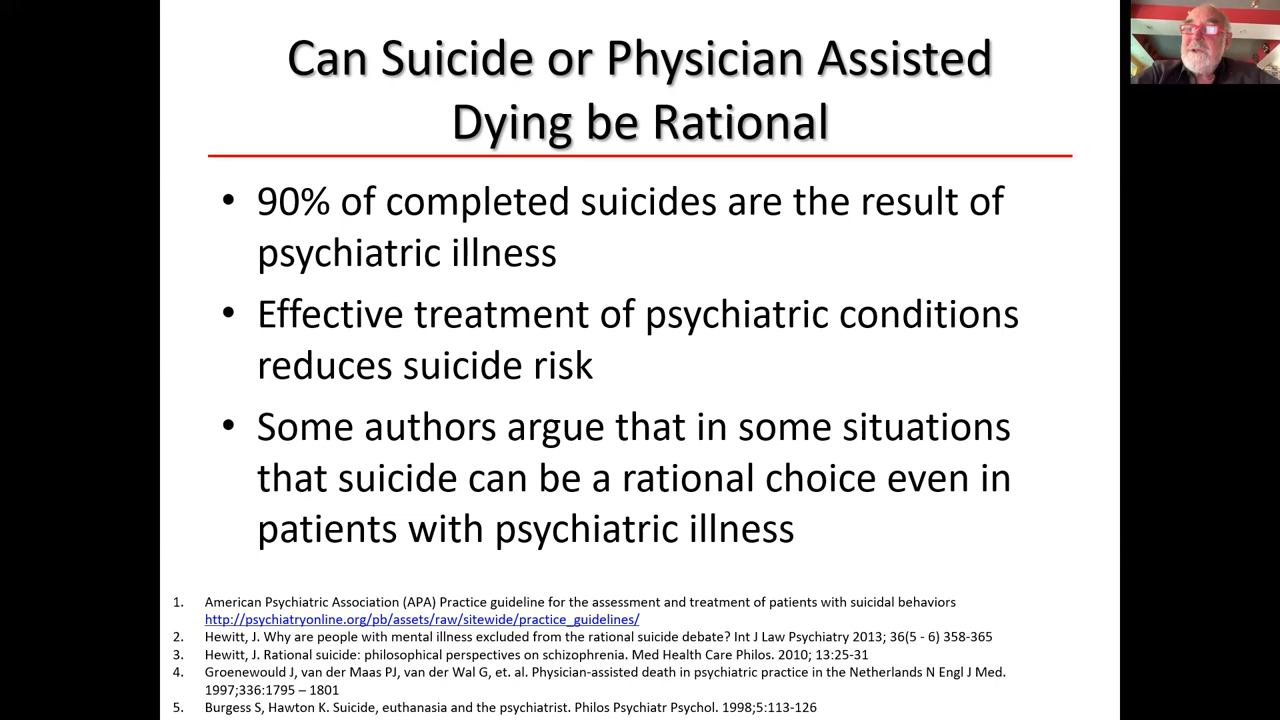 Can Suicide or Physician Assisted
Dying be Rational
• 90% of completed suicides are the result of
psychiatric illness
• Effective treatment of psychiatric conditions
reduces suicide risk
• Some authors argue that in some situations
that suicide can be a rational choice even in
patients with psychiatric illness
1. American Psychiatric Association (APA) Practice guideline for the assessment and treatment of patients with suicidal behaviors
http://psychiatryonline.org/pb/assets/raw/sitewide/practice_guidelines/
2. Hewitt, J. Why are people with mental illness excluded from the rational suicide debate? Int J Law Psychiatry 2013; 36(5 - 6) 358-365
3. Hewitt, J. Rational suicide: philosophical perspectives on schizophrenia. Med Health Care Philos. 2010; 13:25-31
4. Groenewould J, van der Maas PJ, van der Wal G, et. al. Physician-assisted death in psychiatric practice in the Netherlands N Engl J Med.
1997;336:1795 – 1801
5. Burgess S, Hawton K. Suicide, euthanasia and the psychiatrist. Philos Psychiatr Psychol. 1998;5:113-126